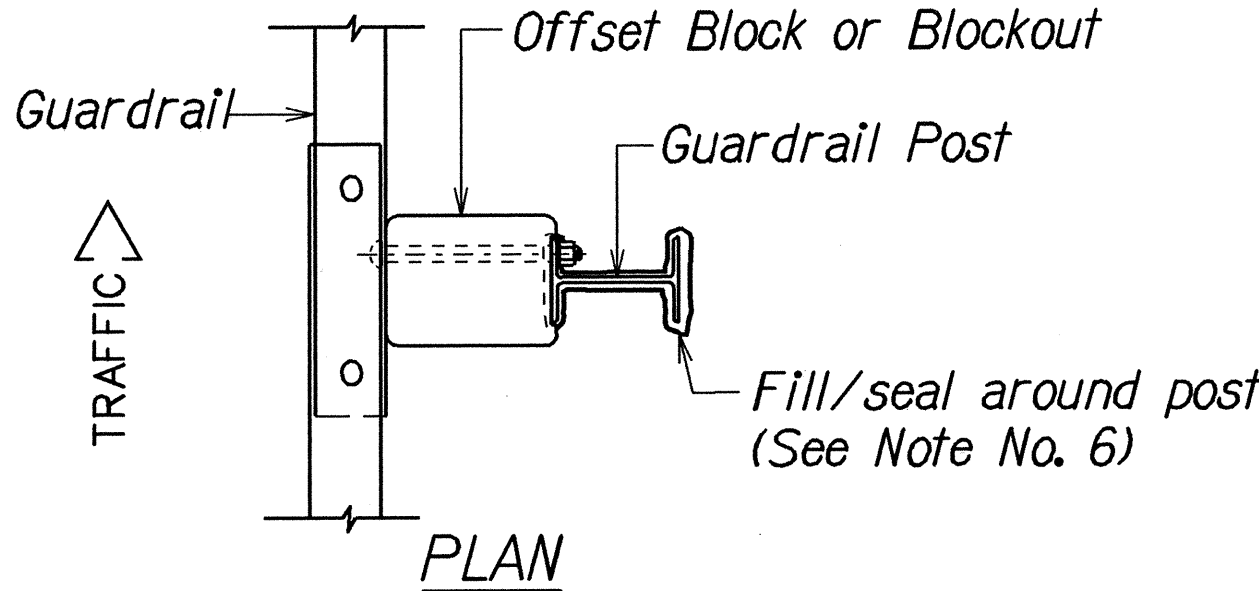 Offset Block or Blockout
Guardrail
Guardrail Post
TRAFFIC
Fill/seal around post
(See Note No. 6)
PLAN